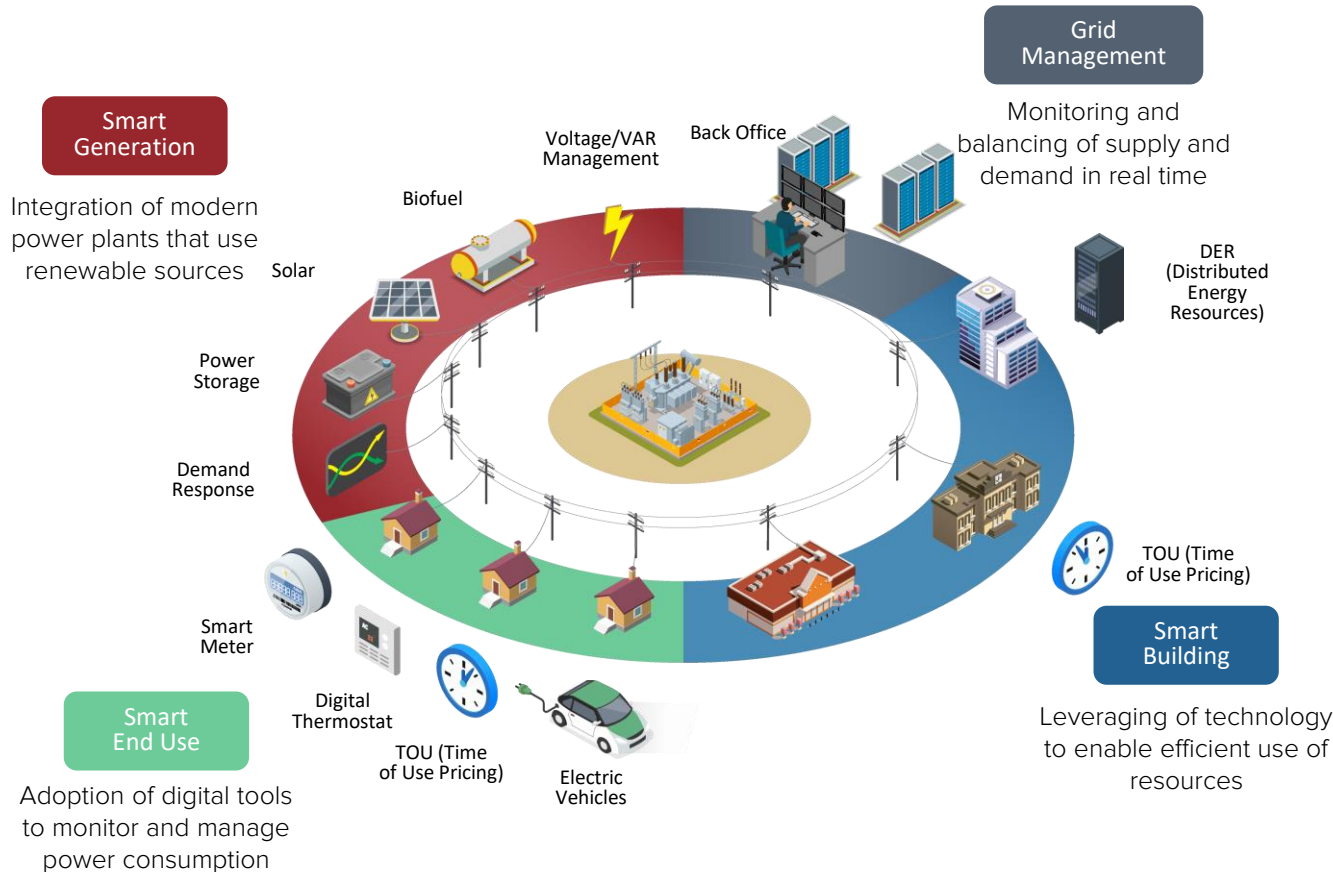 Grid
Management
Monitoring and
balancing of supply and
demand in real time
Smart
Generation
Integration of modern
power plants that use
renewable sources
Voltage/VAR
Management
Back Office
Biofuel
Solar
Power
Storage
Demand
Response
DER
(Distributed
Energy
Resources)
TOU (Time
of Use Pricing)
Smart
Building
Leveraging of technology
to enable efficient use of
resources
Smart
Meter
Digital
Thermostat
TOU (Time
of Use Pricing)
Electric
Vehicles
Smart
End Use
Adoption of digital tools
to monitor and manage
power consumption
AC